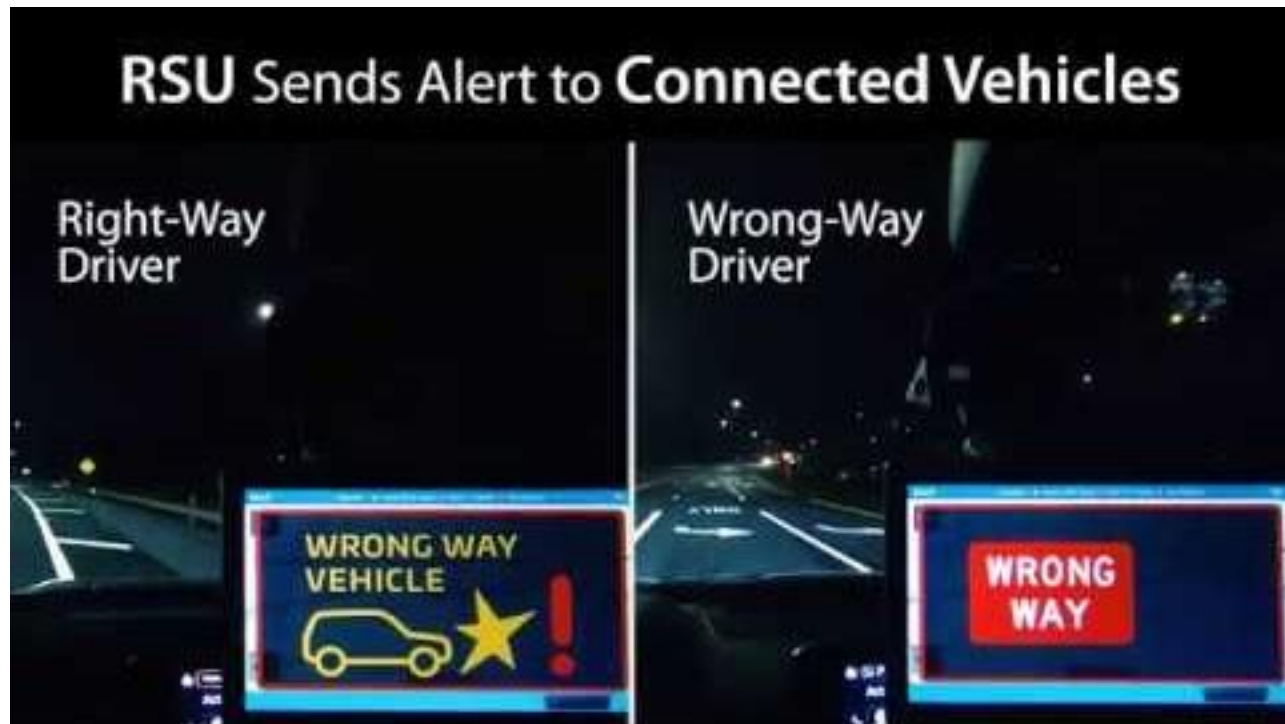 RSU Sends Alert to Connected Vehicles
Right-Way
Driver
Wrong-Way
Driver
WRONG WAY
VEHICLE
!
WRONG
WAY